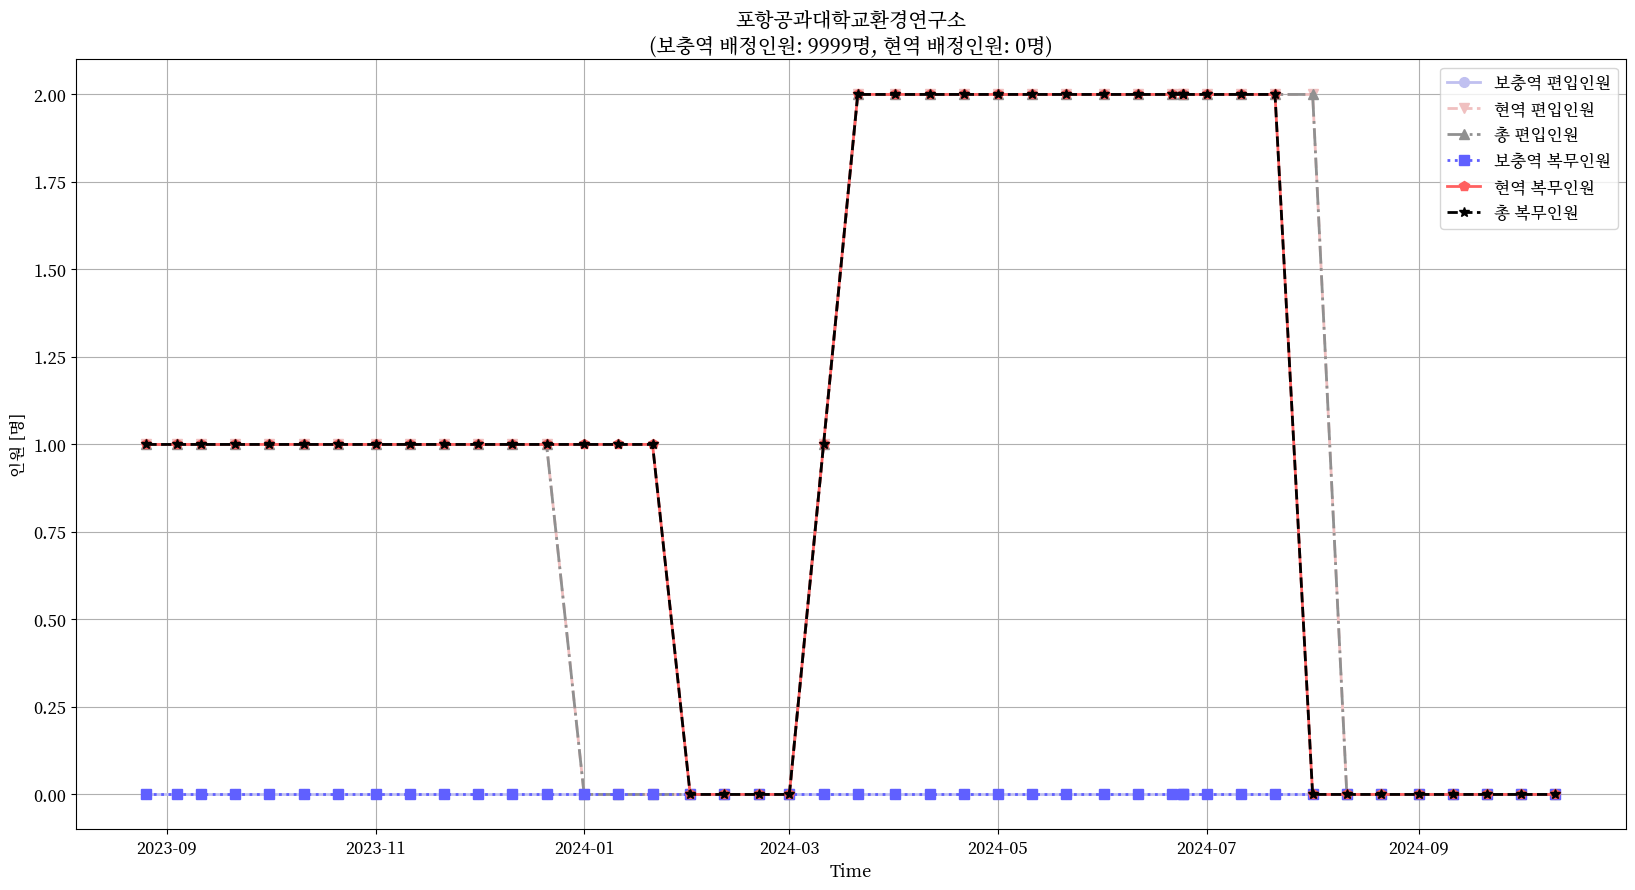 포항공과대학교환경연구소
(보충역 배정인원: 9999명, 현역 배정인원: 0명)
보충역 편입인원
현역 편입인원
총 편입인원
보충역 복무인원
현역 복무인원
총 복무인원
인원 [명]
2.00
1.75
1.50
1.25
1.00
0.75
0.50
0.25
0.00
2023-09
2023-11
2024-01
2024-03
2024-05
2024-07
2024-09
Time